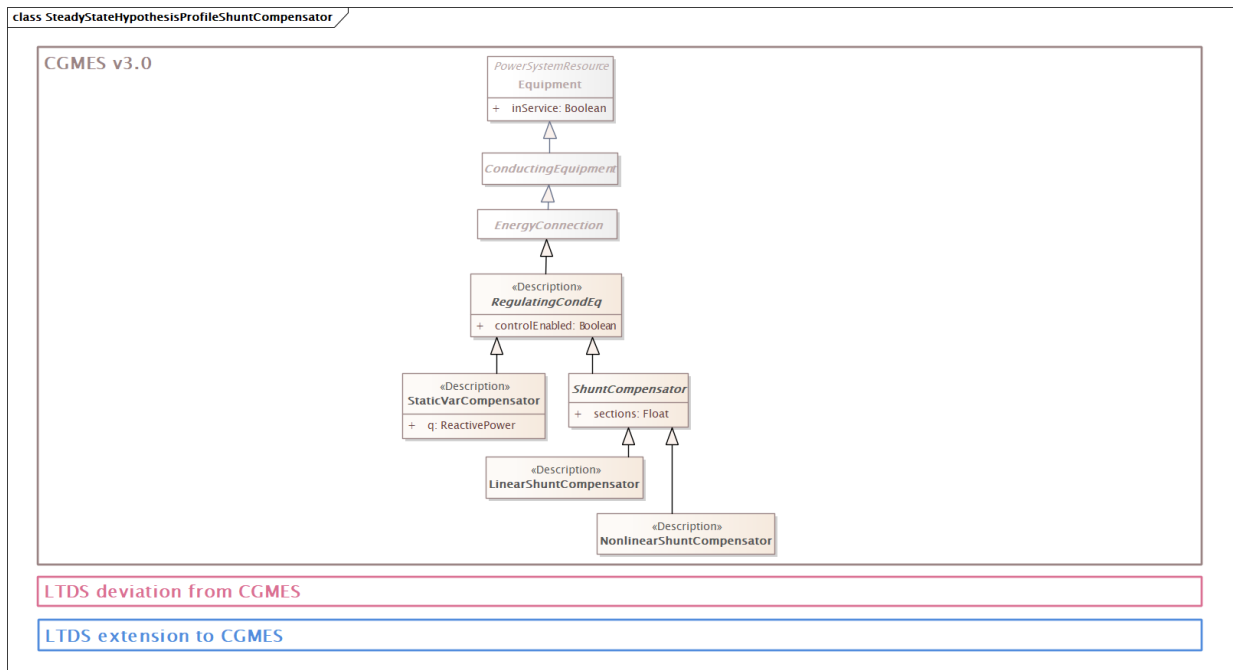 class SteadyStateHypothesisProfileShuntCompensator
CGMES v3.0
PowerSystemResource
Equipment
+ inService: Boolean
ConductingEquipment
EnergyConnection
«Description»
RegulatingCondEq
+ controlEnabled: Boolean
«Description»
StaticVarCompensator
+ q: ReactivePower
ShuntCompensator
+ sections: Float
«Description»
LinearShuntCompensator
«Description»
NonlinearShuntCompensator
LTDS deviation from CGMES
LTDS extension to CGMES